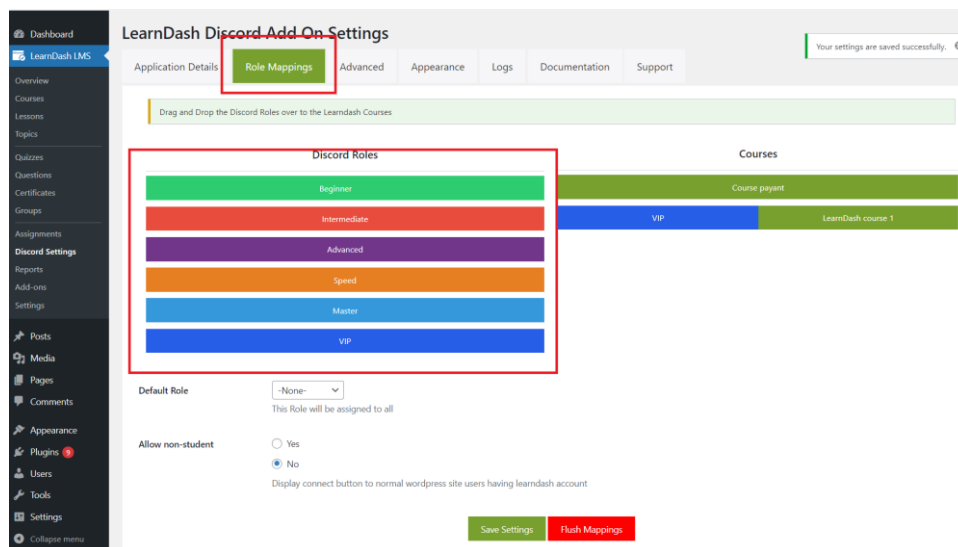 Dashboard
LearnDash LMS
Overview
Courses
Lessons
Topics
Quizzes
Questions
Certificates
Groups
Assignments
Discord Settings
Reports
Add-ons
Settings
Posts
Media
Pages
Comments
Appearance
Plugins 9
Users
Tools
Settings
Collapse menu
LearnDash Discord Add On Settings
Your settings are saved successfully.
Application Details Role Mappings Advanced Appearance Logs Documentation Support
Drag and Drop the Discord Roles over to the Learndash Courses
Discord Roles
Beginner
Intermediate
Advanced
Speed
Master
VIP
Courses
Course payant
VIP LearnDash course 1
Default Role -None-
This Role will be assigned to all
Allow non-student Yes
No
Display connect button to normal wordpress site users having learndash account
Save Settings Flush Mappings